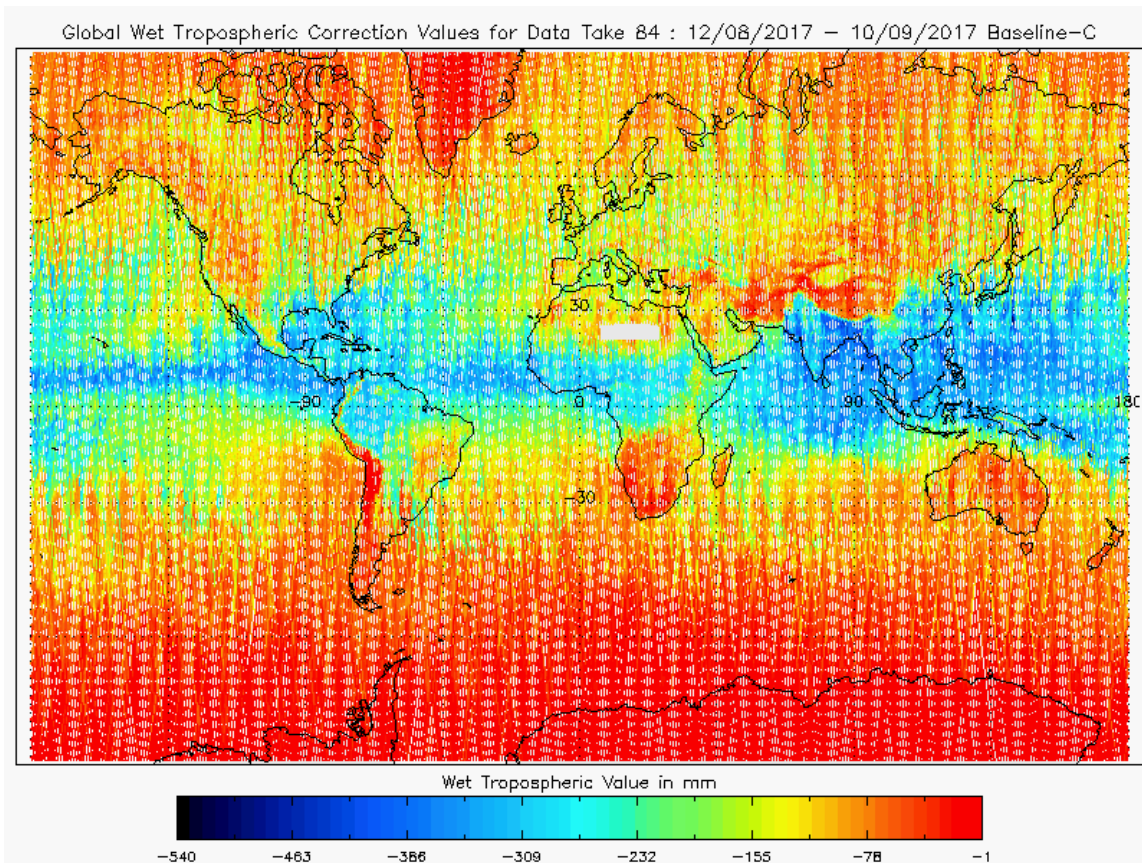 Global Wet Tropospheric Correction Values for Data Take 84 : 12/08/2017 – 10/09/2017 Baseline-C
30
-90 0 90 180
-30
Wet Tropospheric Value in mm
-540 -463 -386 -309 -232 -155 -78 -1